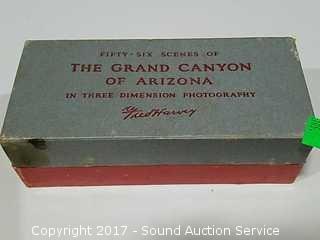 FIFTY-SIX SCENES OF
THE GRAND CANYON
OF ARIZONA
IN THREE DIMENSION PHOTOGRAPHY
By
Fred Harvey
Copyright 2017 - Sound Auction Service